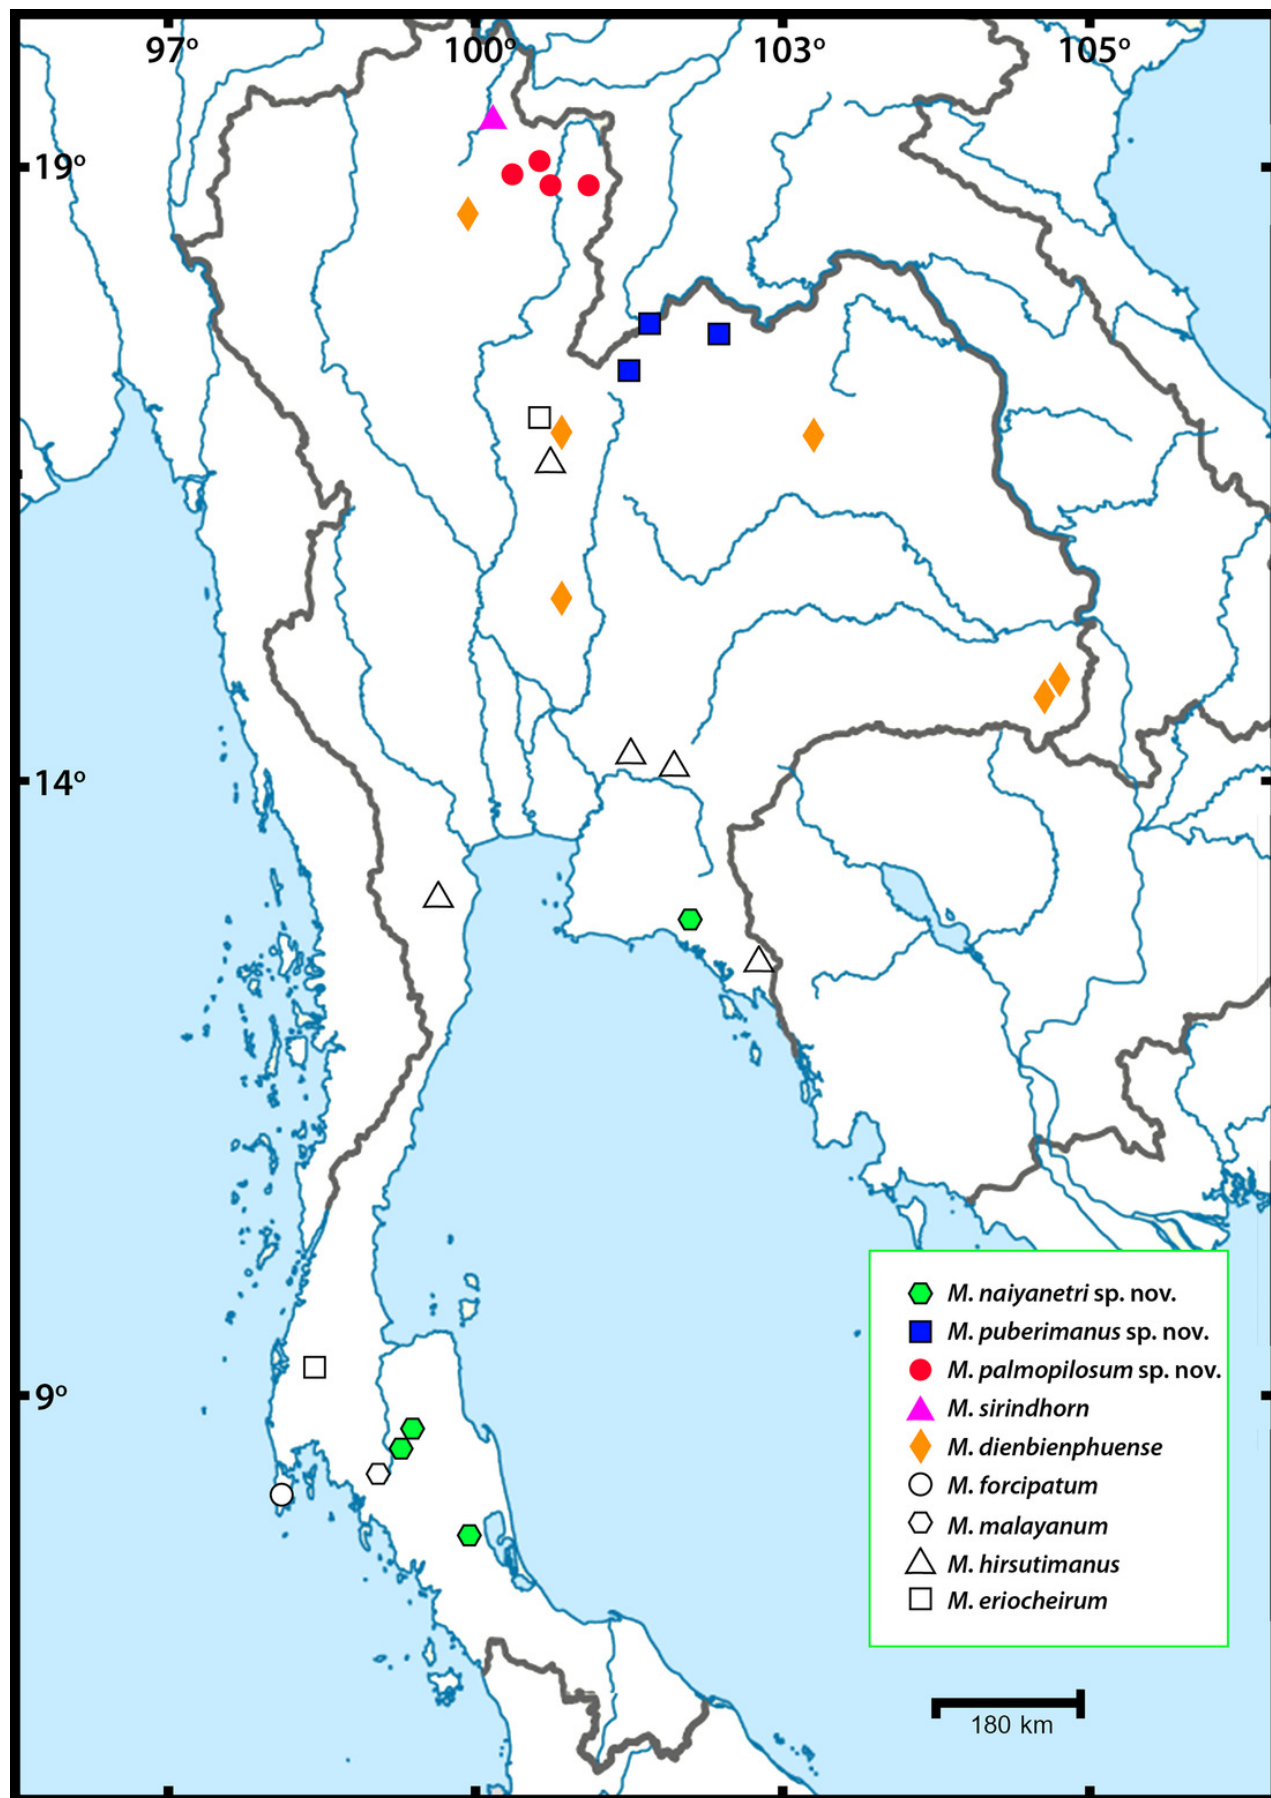 97° 100° 103° 105°
19°
14°
9°
M. naiyanetri sp. nov.
M. puberimanus sp. nov.
M. palmopilosum sp. nov.
M. sirindhorn
M. dienbienphuense
M. forcipatum
M. malayanum
M. hirsutimanus
M. eriocheirum
180 km